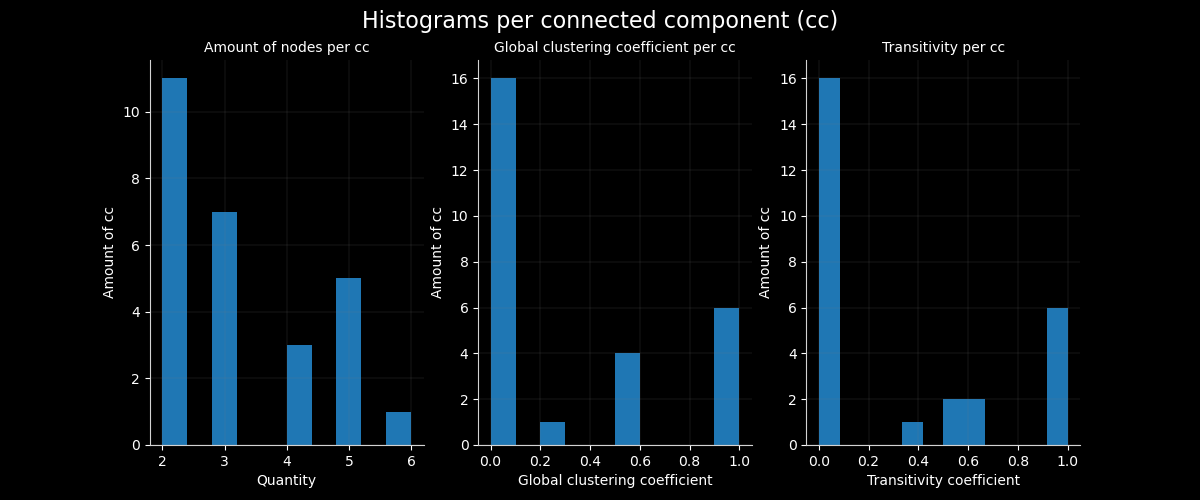 Histograms per connected component (cc)
Amount of nodes per cc
Global clustering coefficient per cc
Transitivity per cc
Amount of cc
10
8
6
4
2
0
2 3 4 5 6
Quantity
Amount of cc
16
14
12
10
8
6
4
2
0
0.0 0.2 0.4 0.6 0.8 1.0
Global clustering coefficient
Amount of cc
16
14
12
10
8
6
4
2
0
0.0 0.2 0.4 0.6 0.8 1.0
Transitivity coefficient